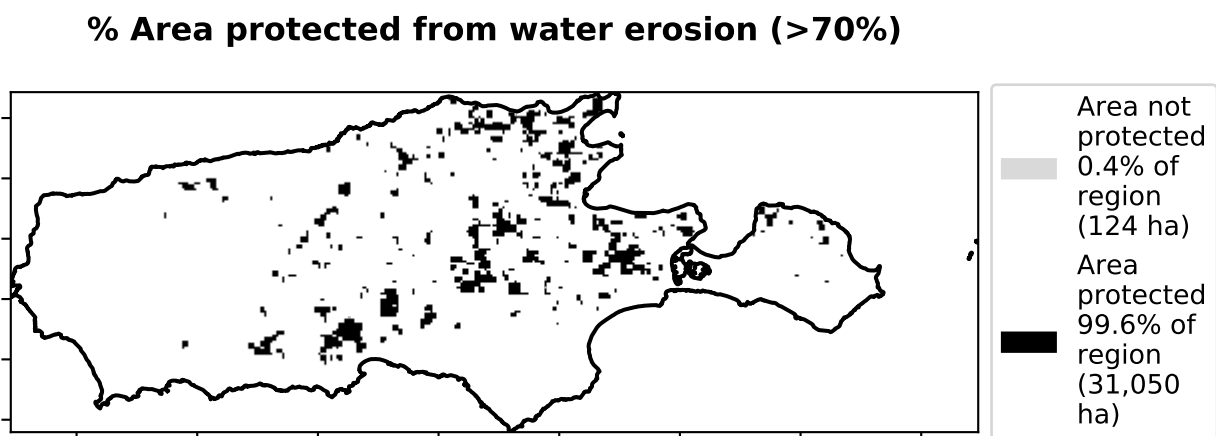 % Area protected from water erosion (>70%)
Area not
protected
0.4% of
region
(124 ha)
Area
protected
99.6% of
region
(31,050
ha)